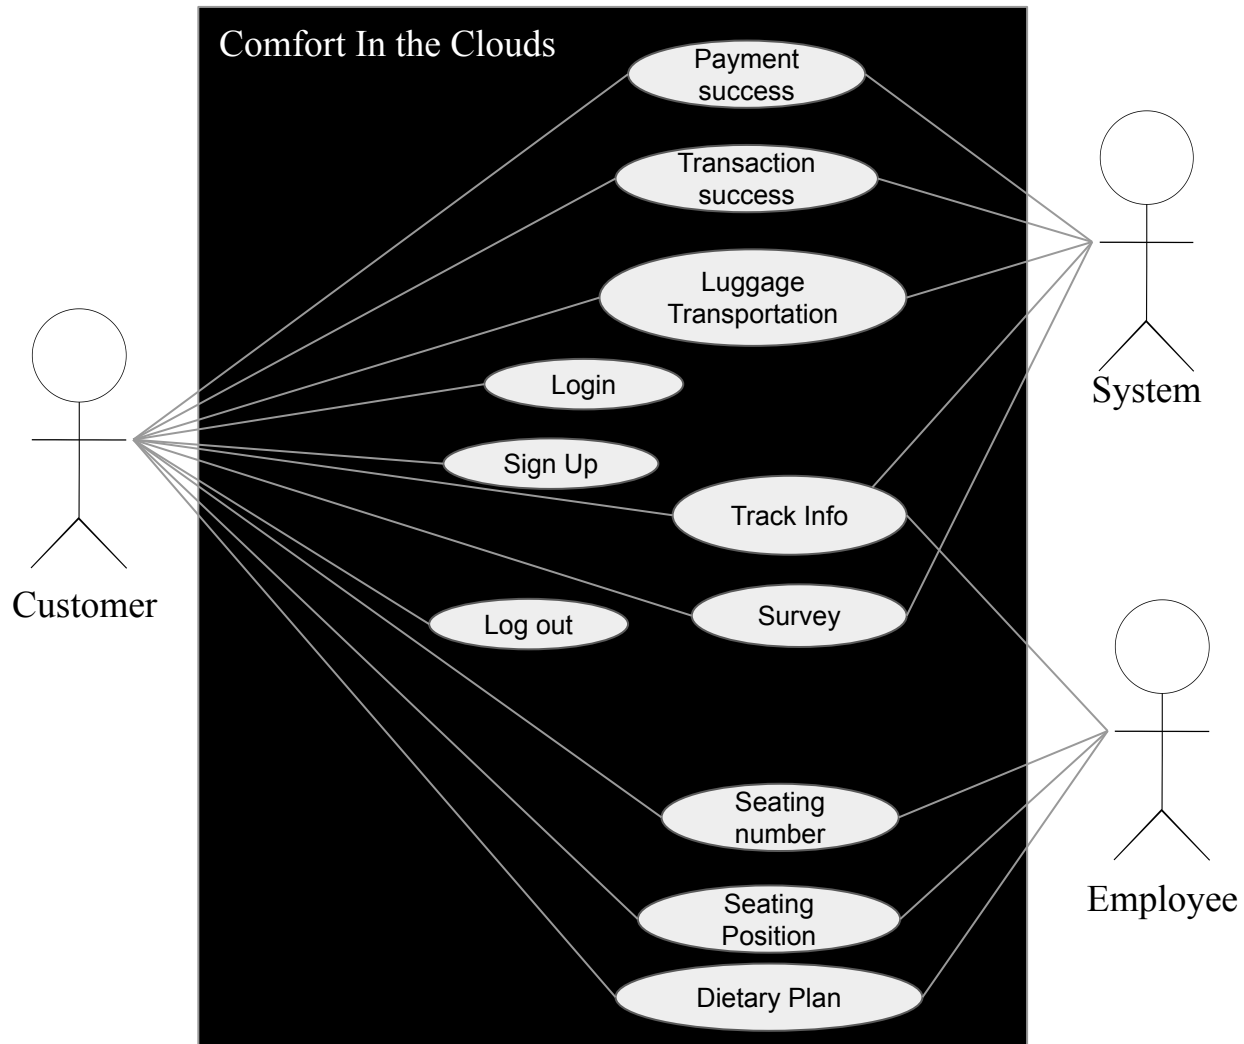 Comfort In the Clouds
Payment
success
Transaction
success
Luggage
Transportation
Login
System
Sign Up
Track Info
Customer
Log out
Survey
Seating
number
Employee
Seating
Position
Dietary Plan